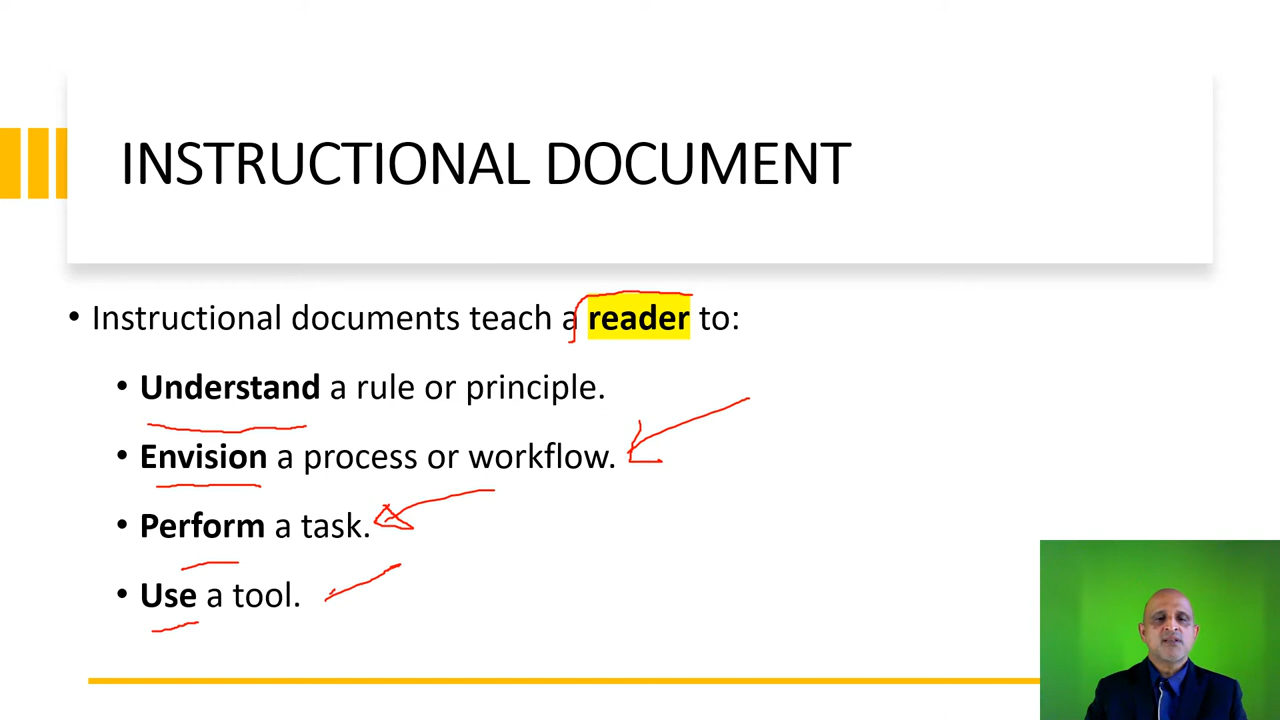 INSTRUCTIONAL DOCUMENT
• Instructional documents teach a reader to:
• Understand a rule or principle.
• Envision a process or workflow.
• Perform a task.
• Use a tool.